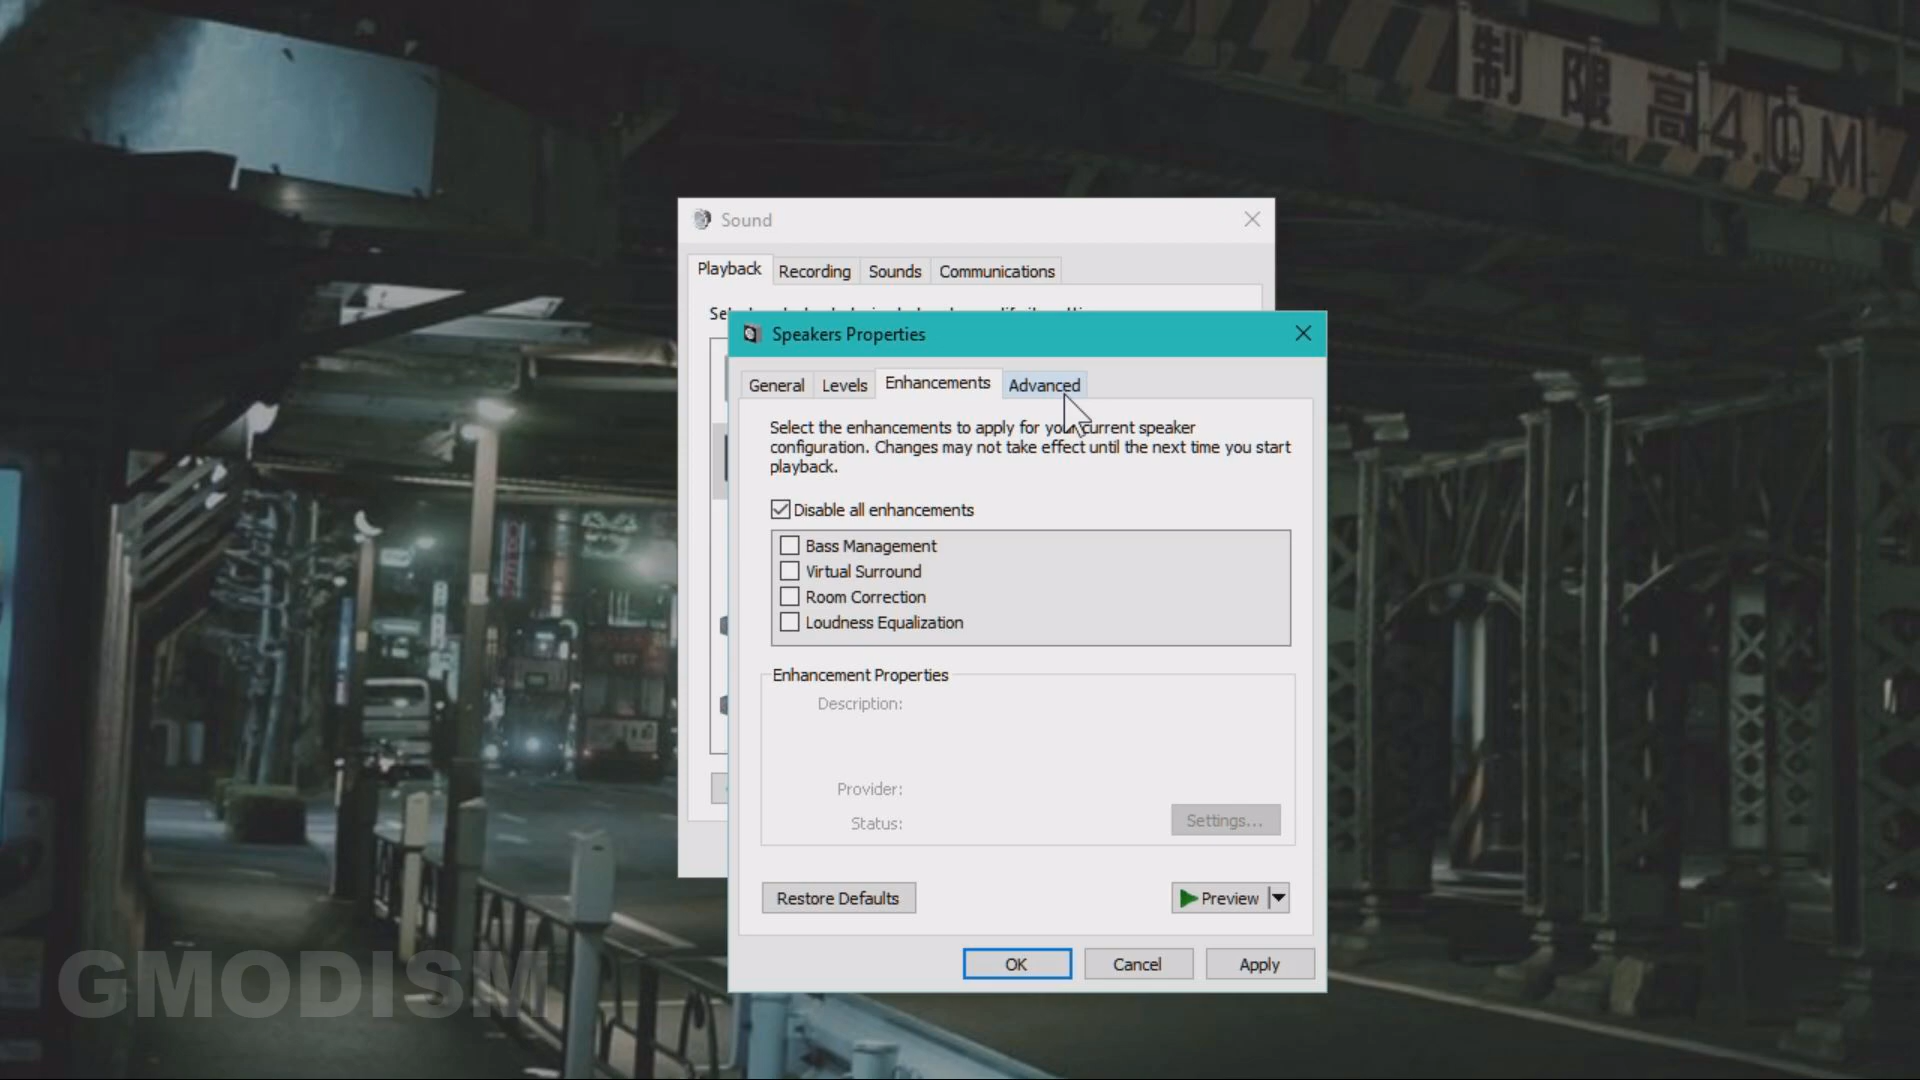 制限高4.0M
Sound
Playback
Recording
Sounds
Communications
Speakers Properties
General
Levels
Enhancements
Advanced
Select the enhancements to apply for your current speaker
configuration. Changes may not take effect until the next time you start
playback.
Disable all enhancements
Bass Management
Virtual Surround
Room Correction
Loudness Equalization
Enhancement Properties
Description:
Provider:
Status:
Settings...
Restore Defaults
Preview
OK
Cancel
Apply
GMODISM